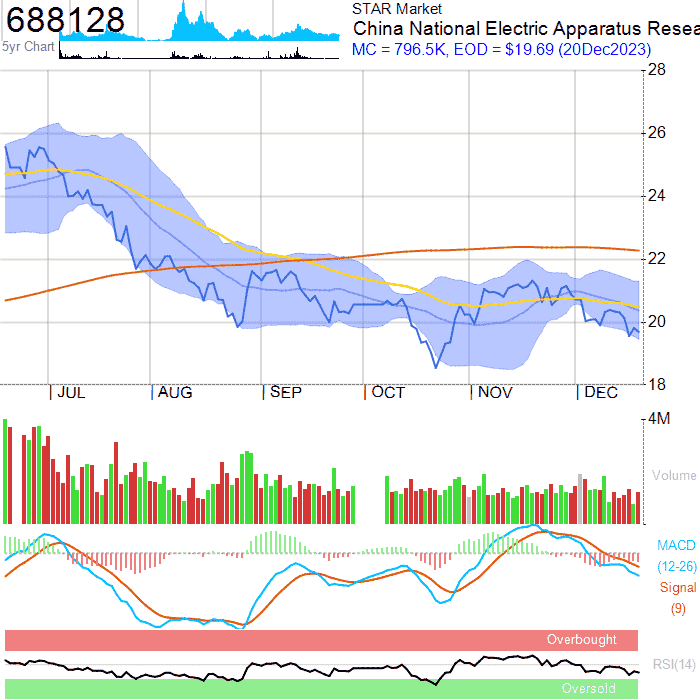 688128
5yr Chart
STAR Market
China National Electric Apparatus Resea
MC = 796.5K, EOD = $19.69 (20Dec2023)
28
26
24
22
20
18
JUL AUG SEP OCT NOV DEC
4M
Volume
MACD
(12-26)
Signal
(9)
Overbought
RSI(14)
Oversold